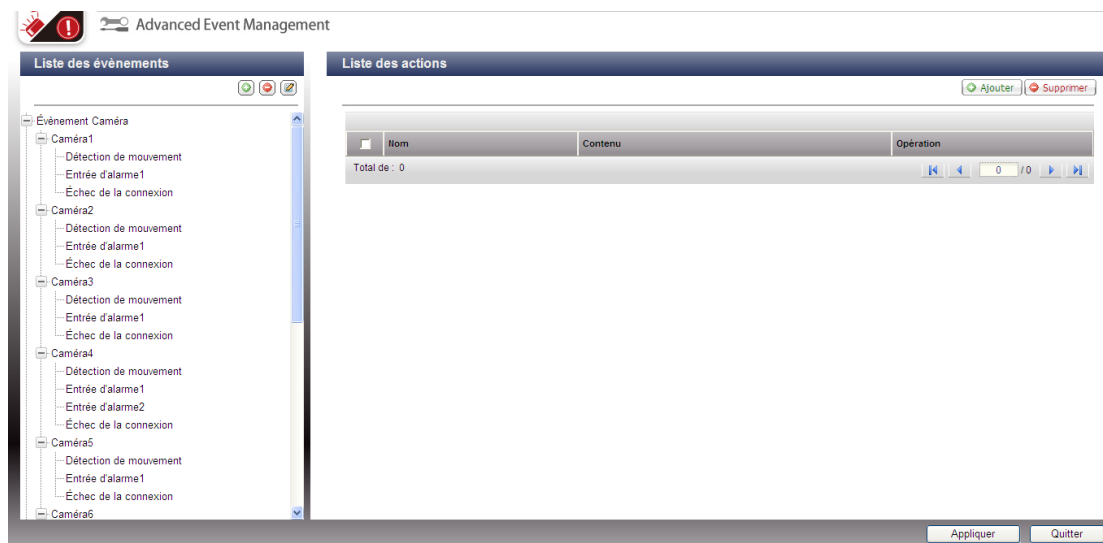 Advanced Event Management
Liste des évènements
Évènement Caméra
Caméra1
Détection de mouvement
Entrée d'alarme1
Échec de la connexion
Caméra2
Détection de mouvement
Entrée d'alarme1
Échec de la connexion
Caméra3
Détection de mouvement
Entrée d'alarme1
Échec de la connexion
Caméra4
Détection de mouvement
Entrée d'alarme1
Entrée d'alarme2
Échec de la connexion
Caméra5
Détection de mouvement
Entrée d'alarme1
Échec de la connexion
Caméra6
Liste des actions
Ajouter Supprimer
Nom Contenu Opération
Total de : 0 0 / 0
Appliquer Quitter